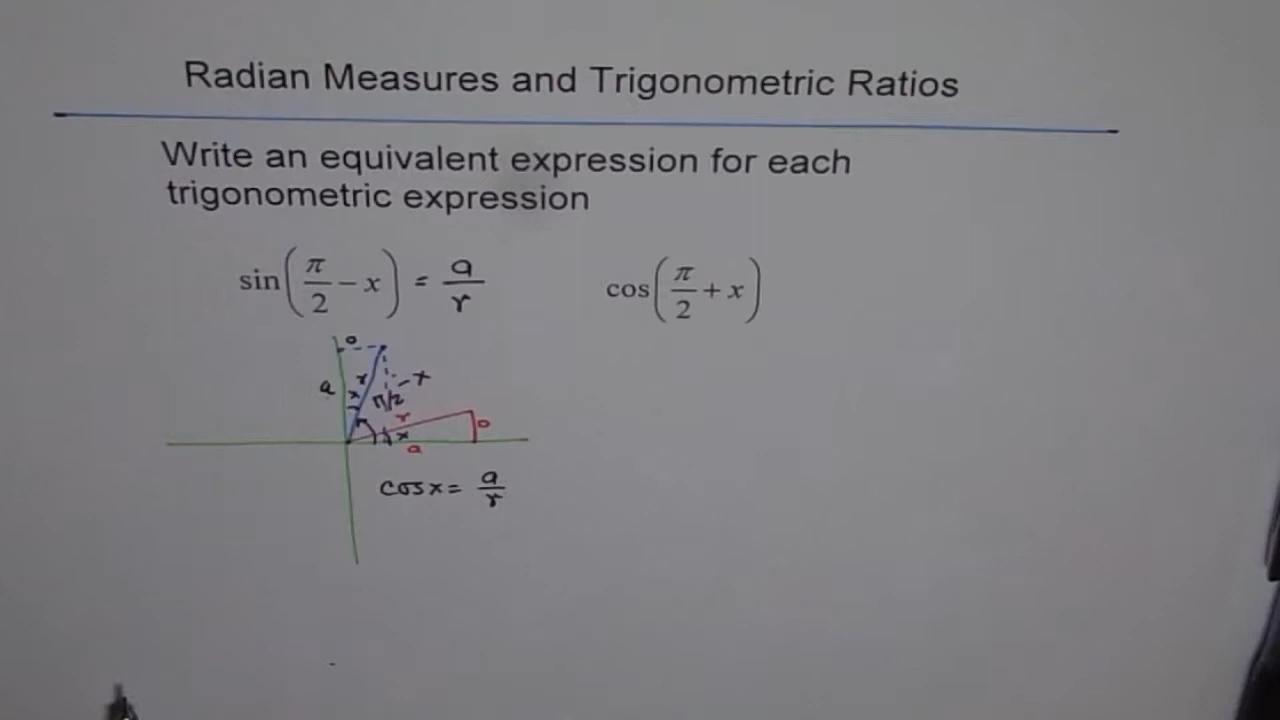 Radian Measures and Trigonometric Ratios
Write an equivalent expression for each
trigonometric expression
sin(π/2 − x) = a/r
cos(π/2 + x)
o
a r x π/2 − x
r o
x
a
cos x = a/r